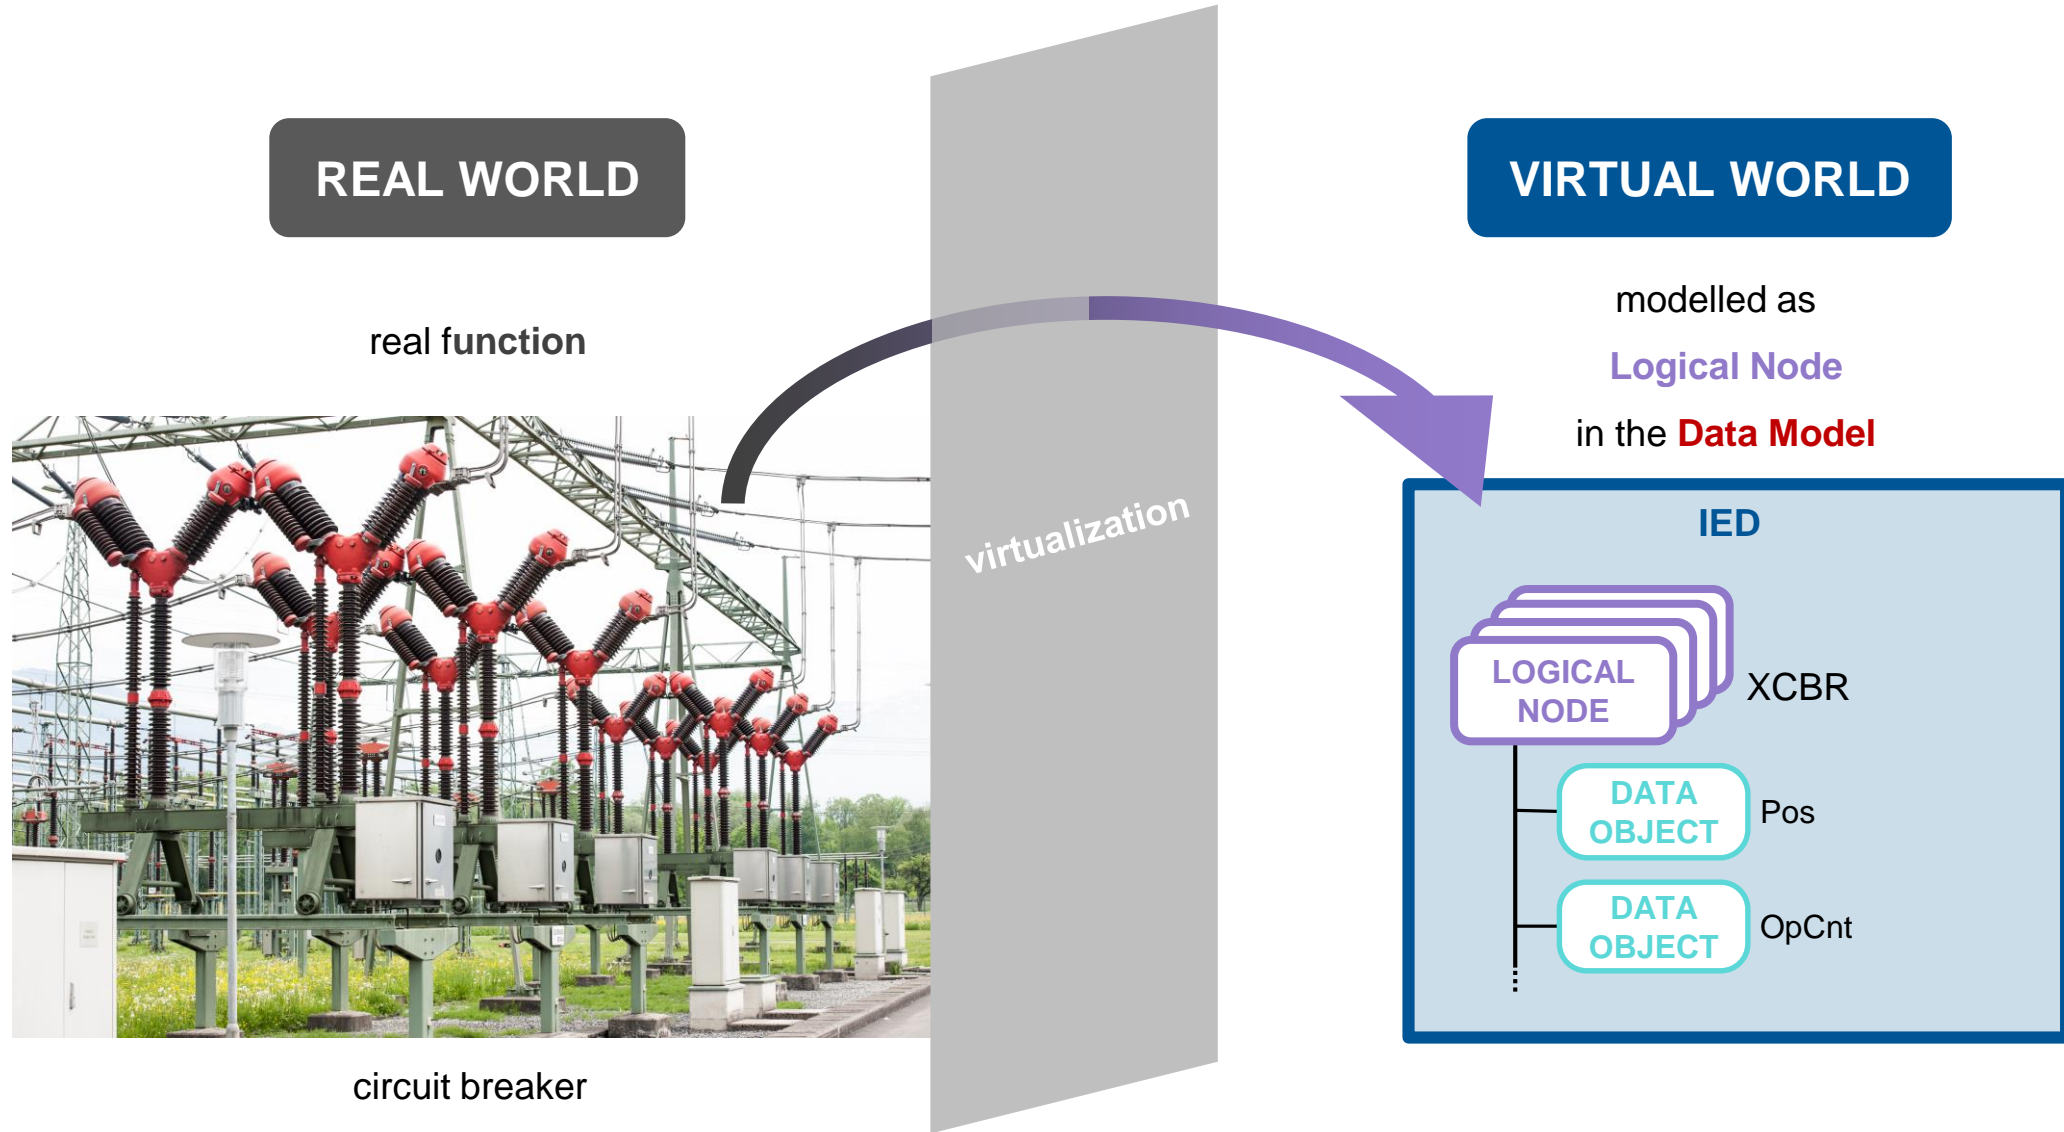 REAL WORLD
real function
circuit breaker
virtualization
VIRTUAL WORLD
modelled as
Logical Node
in the Data Model
IED
LOGICAL
NODE
XCBR
DATA
OBJECT
Pos
DATA
OBJECT
OpCnt